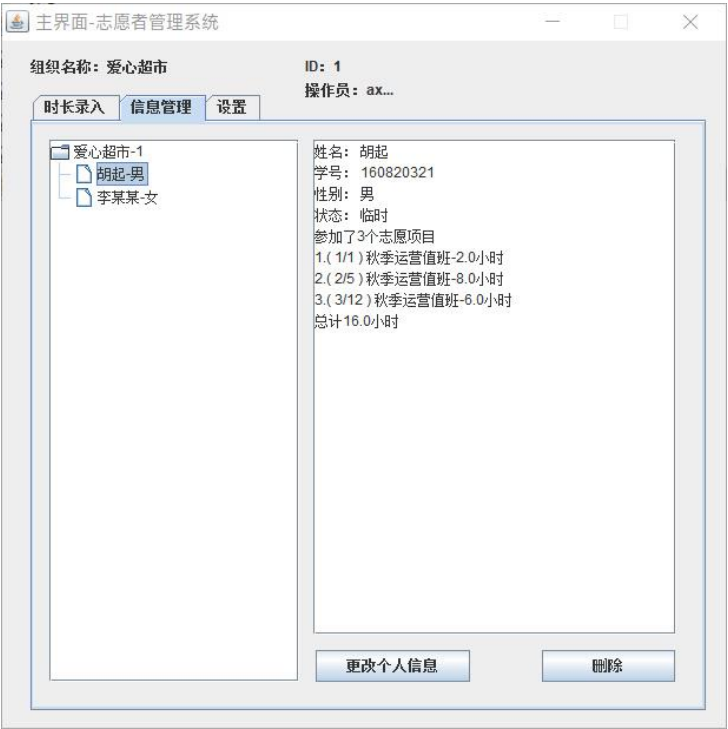 主界面-志愿者管理系统
组织名称：爱心超市
ID：1
操作员：ax...
时长录入 信息管理 设置
爱心超市-1
胡起-男
李某某-女
姓名：胡起
学号：160820321
性别：男
状态：临时
参加了3个志愿项目
1.( 1/1 ) 秋季运营值班-2.0小时
2.( 2/5 ) 秋季运营值班-8.0小时
3.( 3/12 ) 秋季运营值班-6.0小时
总计16.0小时
更改个人信息
删除